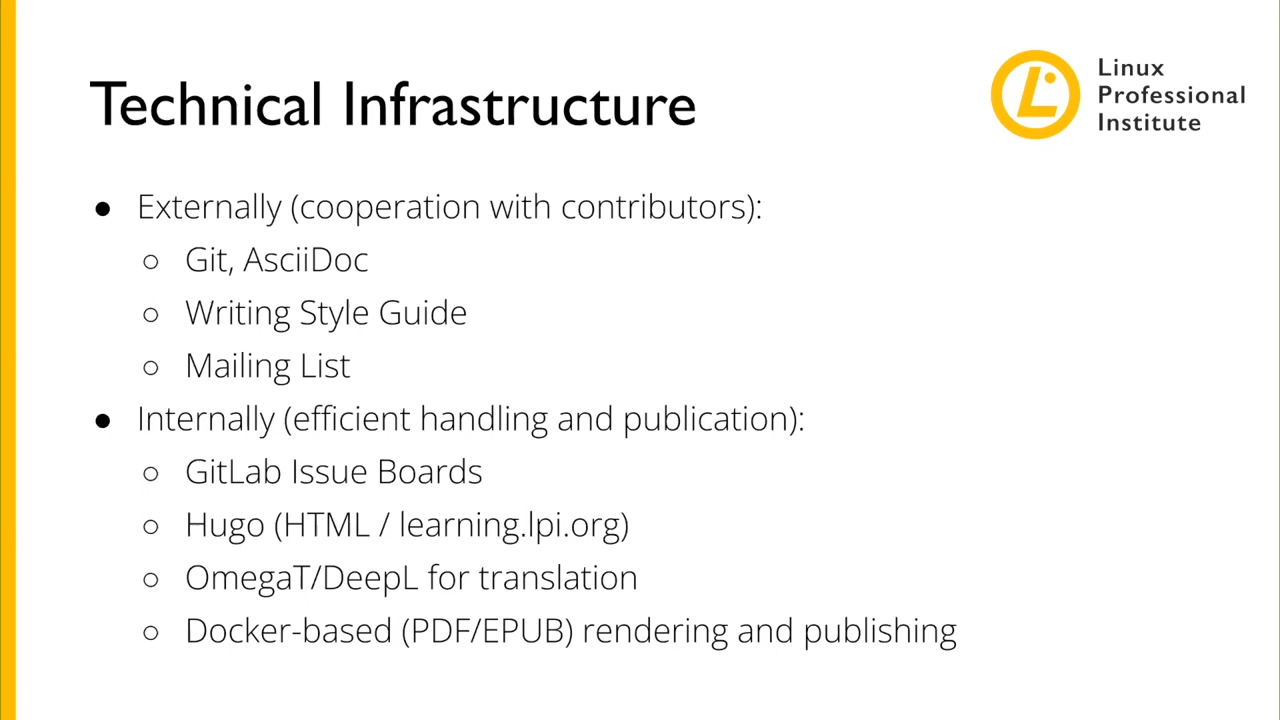 Technical Infrastructure
Linux
Professional
Institute
● Externally (cooperation with contributors):
○ Git, AsciiDoc
○ Writing Style Guide
○ Mailing List
● Internally (efficient handling and publication):
○ GitLab Issue Boards
○ Hugo (HTML / learning.lpi.org)
○ OmegaT/DeepL for translation
○ Docker-based (PDF/EPUB) rendering and publishing